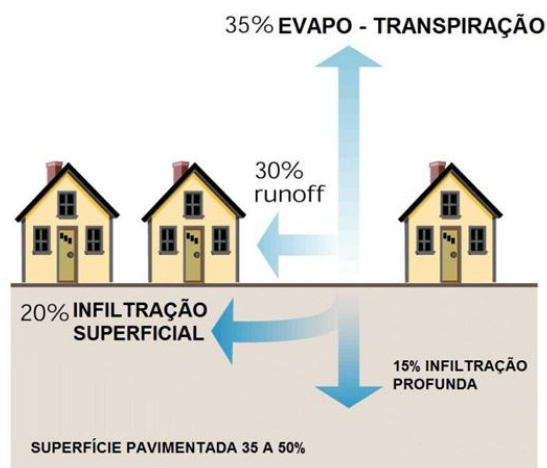 35% EVAPO - TRANSPIRAÇÃO
30%
runoff
20% INFILTRAÇÃO
SUPERFICIAL
15% INFILTRAÇÃO
PROFUNDA
SUPERFÍCIE PAVIMENTADA 35 A 50%